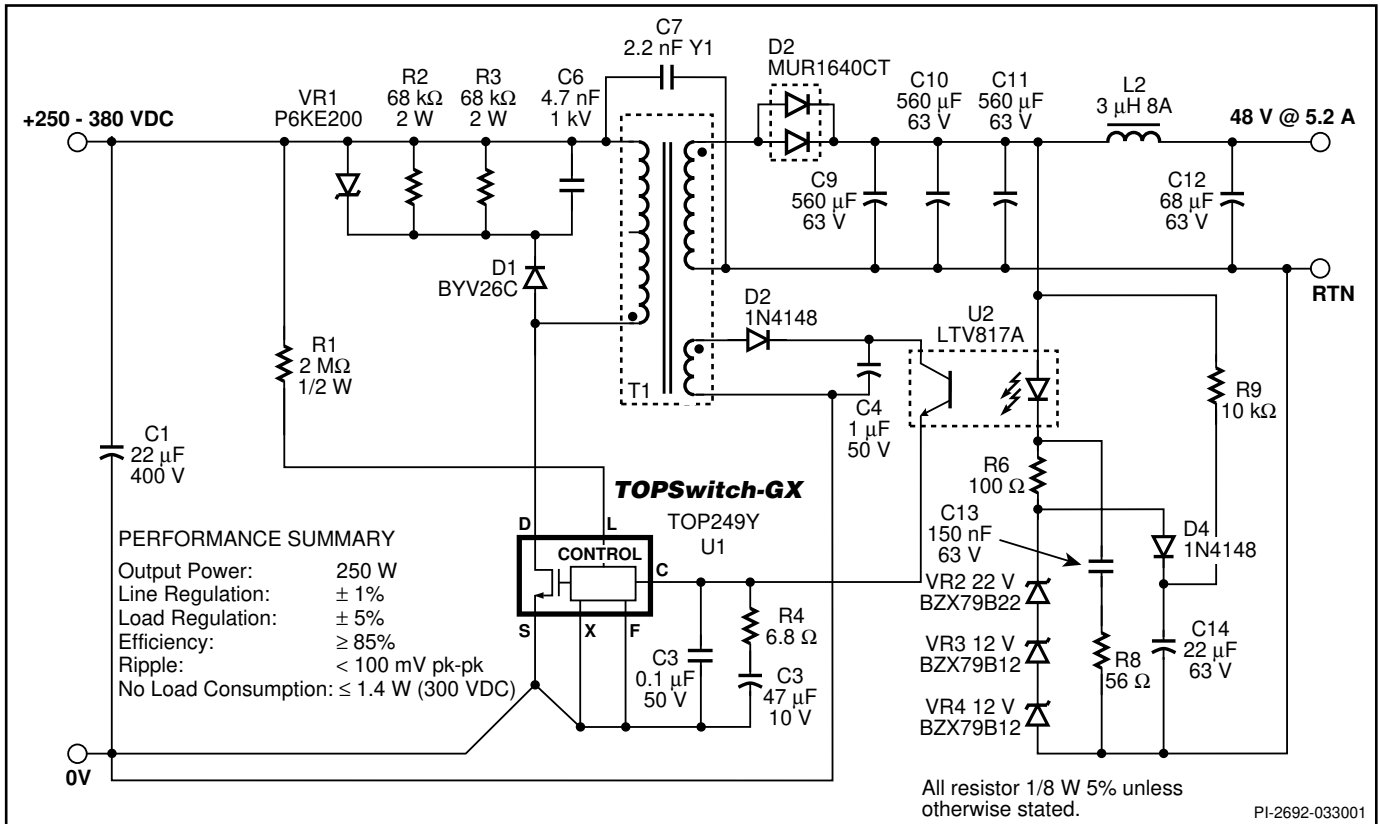 C7
2.2 nF Y1
D2
MUR1640CT
R2
68 kΩ
2 W
R3
68 kΩ
2 W
C6
4.7 nF
1 kV
VR1
P6KE200
+250 - 380 VDC
C10
560 µF
63 V
C11
560 µF
63 V
L2
3 µH 8A
48 V @ 5.2 A
C9
560 µF
63 V
C12
68 µF
63 V
D1
BYV26C
RTN
D2
1N4148
U2
LTV817A
R1
2 MΩ
1/2 W
T1
C4
1 µF
50 V
R9
10 kΩ
C1
22 µF
400 V
R6
100 Ω
TOPSwitch-GX
TOP249Y
U1
C13
150 nF
63 V
D4
1N4148
D
L
CONTROL
C
S
X
F
PERFORMANCE SUMMARY
Output Power: 250 W
Line Regulation: ± 1%
Load Regulation: ± 5%
Efficiency: ≥ 85%
Ripple: < 100 mV pk-pk
No Load Consumption: ≤ 1.4 W (300 VDC)
R4
6.8 Ω
C3
0.1 µF
50 V
C3
47 µF
10 V
VR2 22 V
BZX79B22
VR3 12 V
BZX79B12
VR4 12 V
BZX79B12
R8
56 Ω
C14
22 µF
63 V
0V
All resistor 1/8 W 5% unless
otherwise stated.
PI-2692-033001